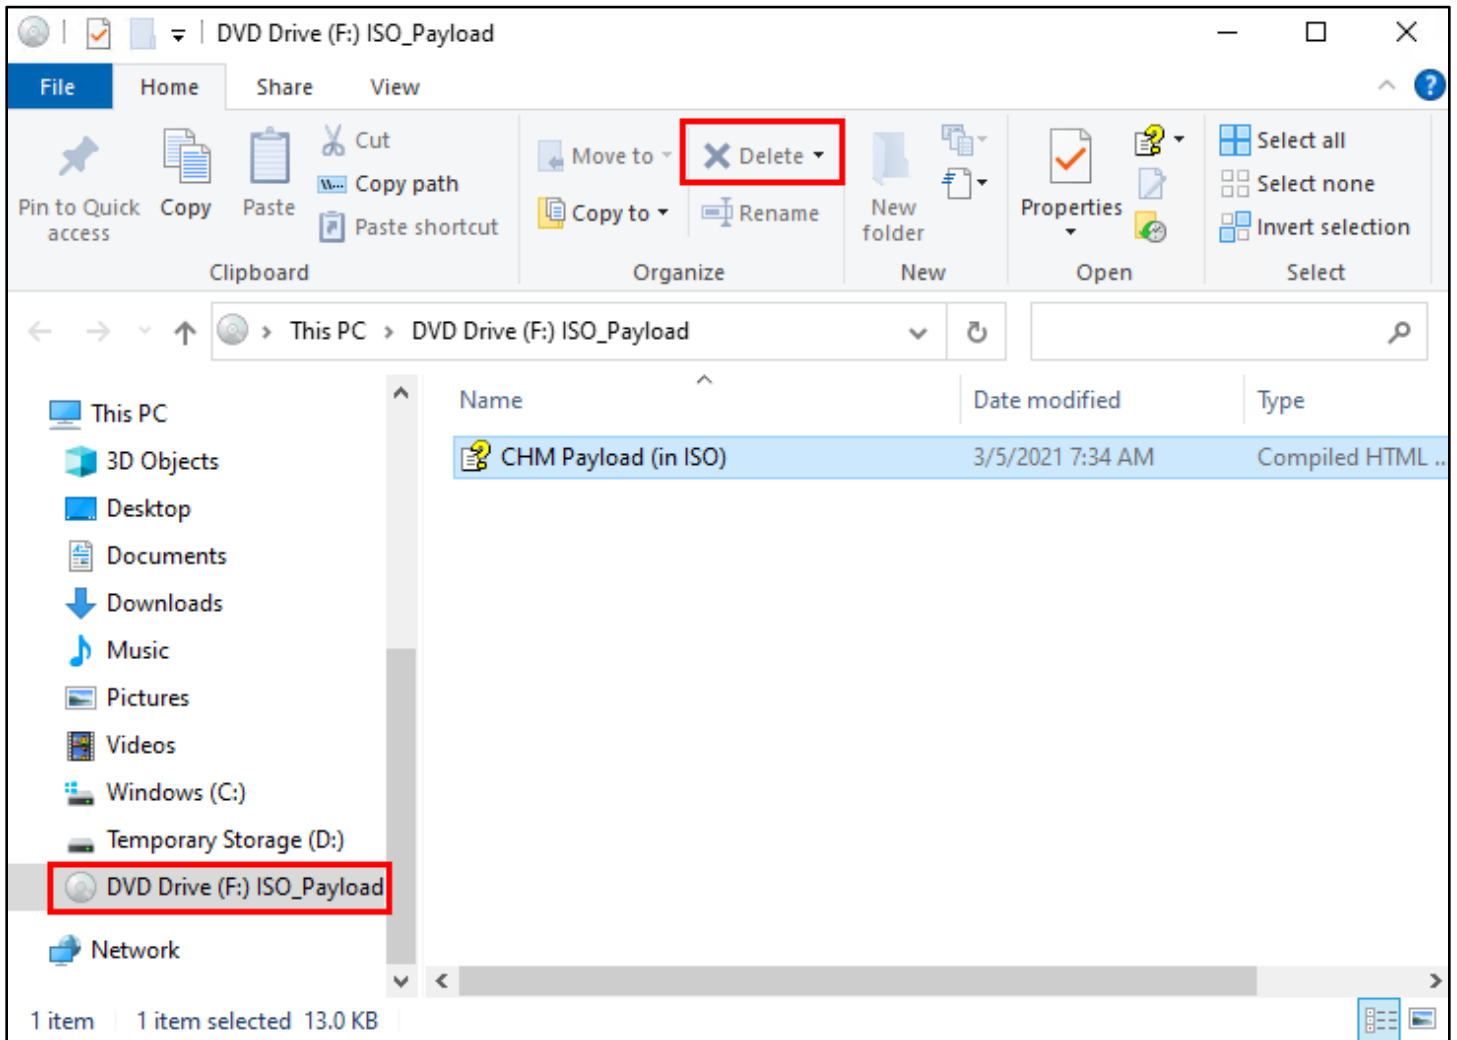 DVD Drive (F:) ISO_Payload
File Home Share View
?
Pin to Quick access
Copy
Paste
Cut
Copy path
Paste shortcut
Clipboard
Move to
Copy to
Delete
Rename
Organize
New folder
New
Properties
Open
Select all
Select none
Invert selection
Select
This PC > DVD Drive (F:) ISO_Payload
Name Date modified Type
CHM Payload (in ISO) 3/5/2021 7:34 AM Compiled HTML ...
This PC
3D Objects
Desktop
Documents
Downloads
Music
Pictures
Videos
Windows (C:)
Temporary Storage (D:)
DVD Drive (F:) ISO_Payload
Network
1 item 1 item selected 13.0 KB